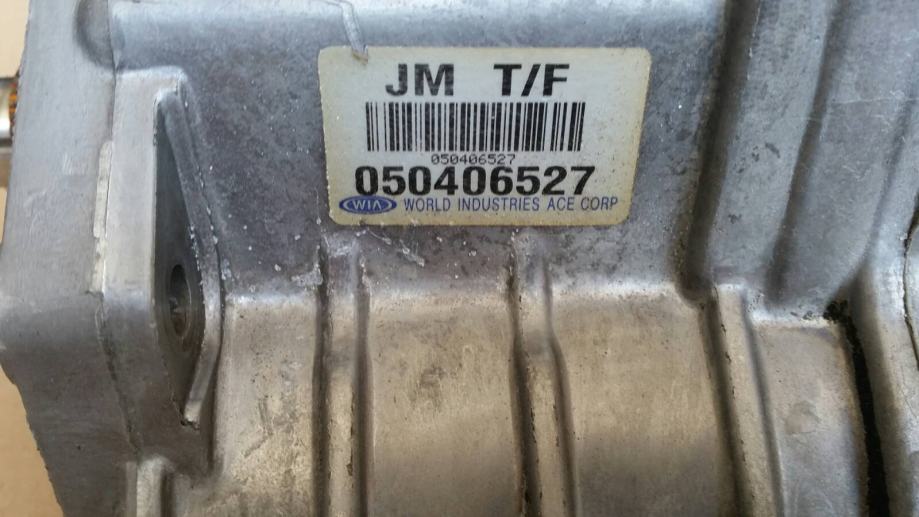 JM T/F
050406527
050406527
WIA WORLD INDUSTRIES ACE CORP